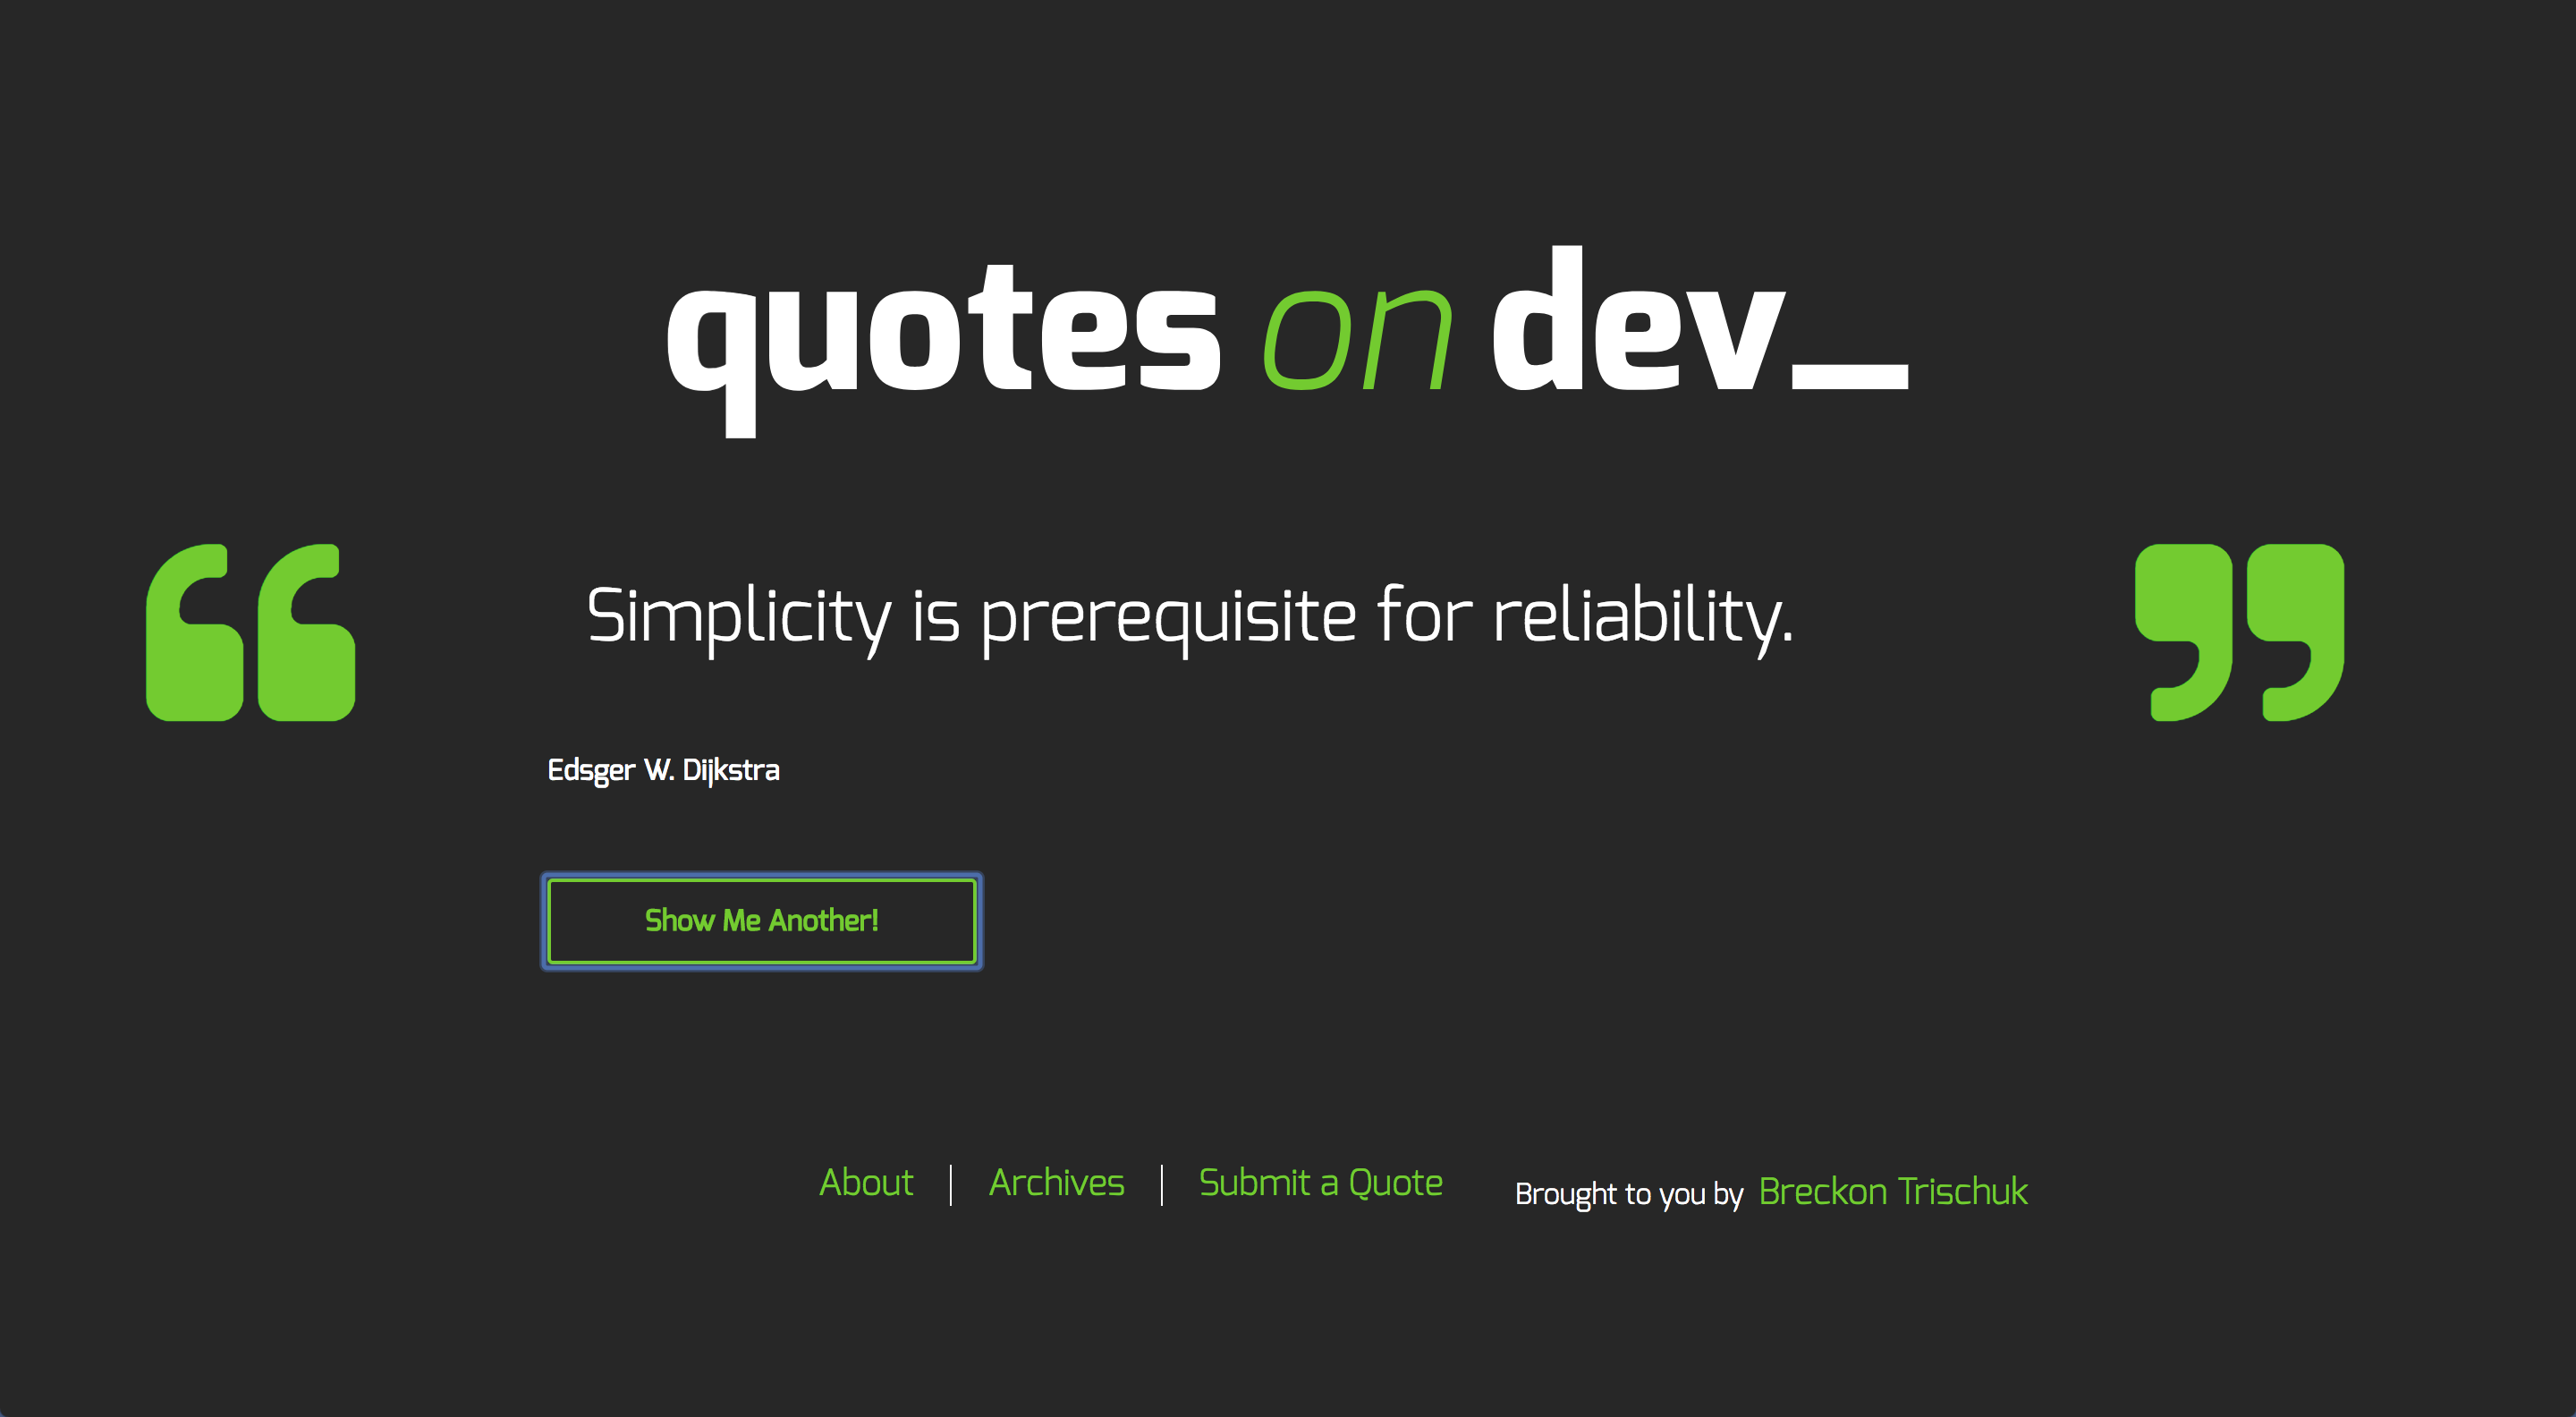 quotes on dev_
Simplicity is prerequisite for reliability.
Edsger W. Dijkstra
Show Me Another!
About | Archives | Submit a Quote Brought to you by Breckon Trischuk